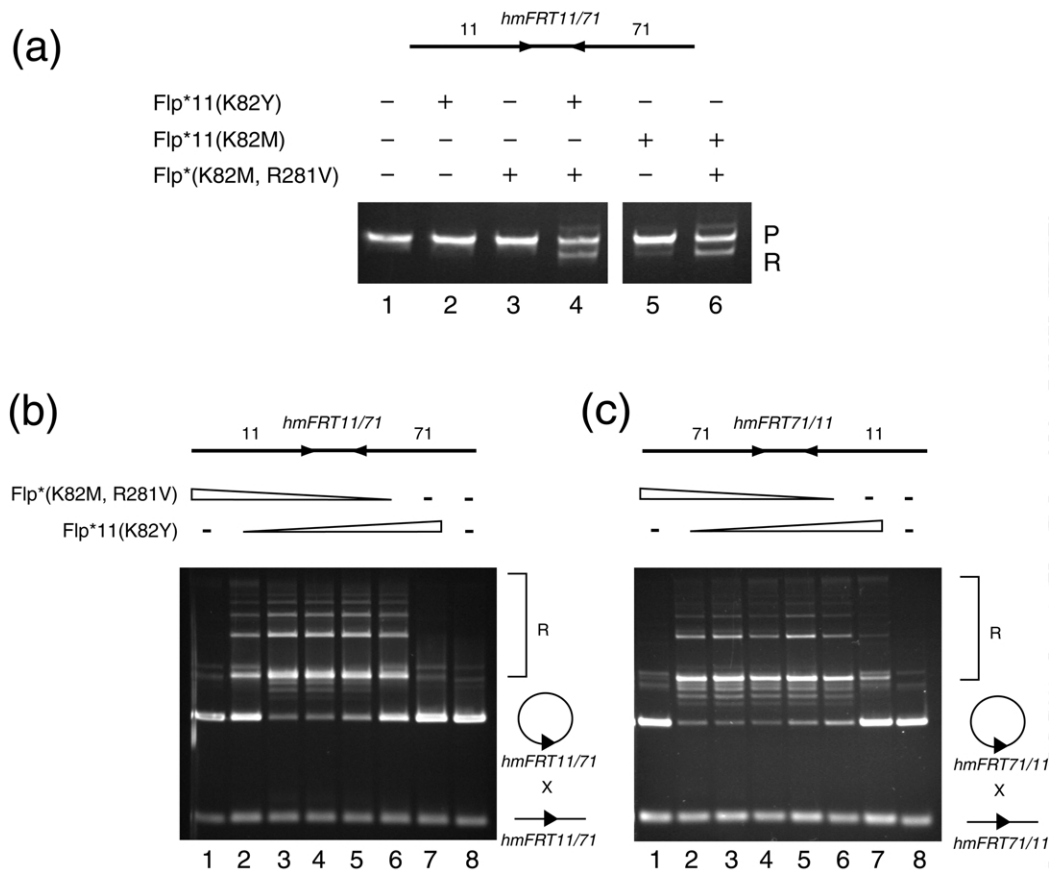 (a)
hmFRT11/71
11 71
Flp*11(K82Y) − + − + − −
Flp*11(K82M) − − − − + +
Flp*(K82M, R281V) − − + + − +
P
R
1 2 3 4 5 6
(b)
hmFRT11/71
11 71
Flp*(K82M, R281V) - -
Flp*11(K82Y) - -
R
hmFRT11/71
X
hmFRT11/71
1 2 3 4 5 6 7 8
(c)
hmFRT71/11
71 11
- -
- -
R
hmFRT71/11
X
hmFRT71/11
1 2 3 4 5 6 7 8